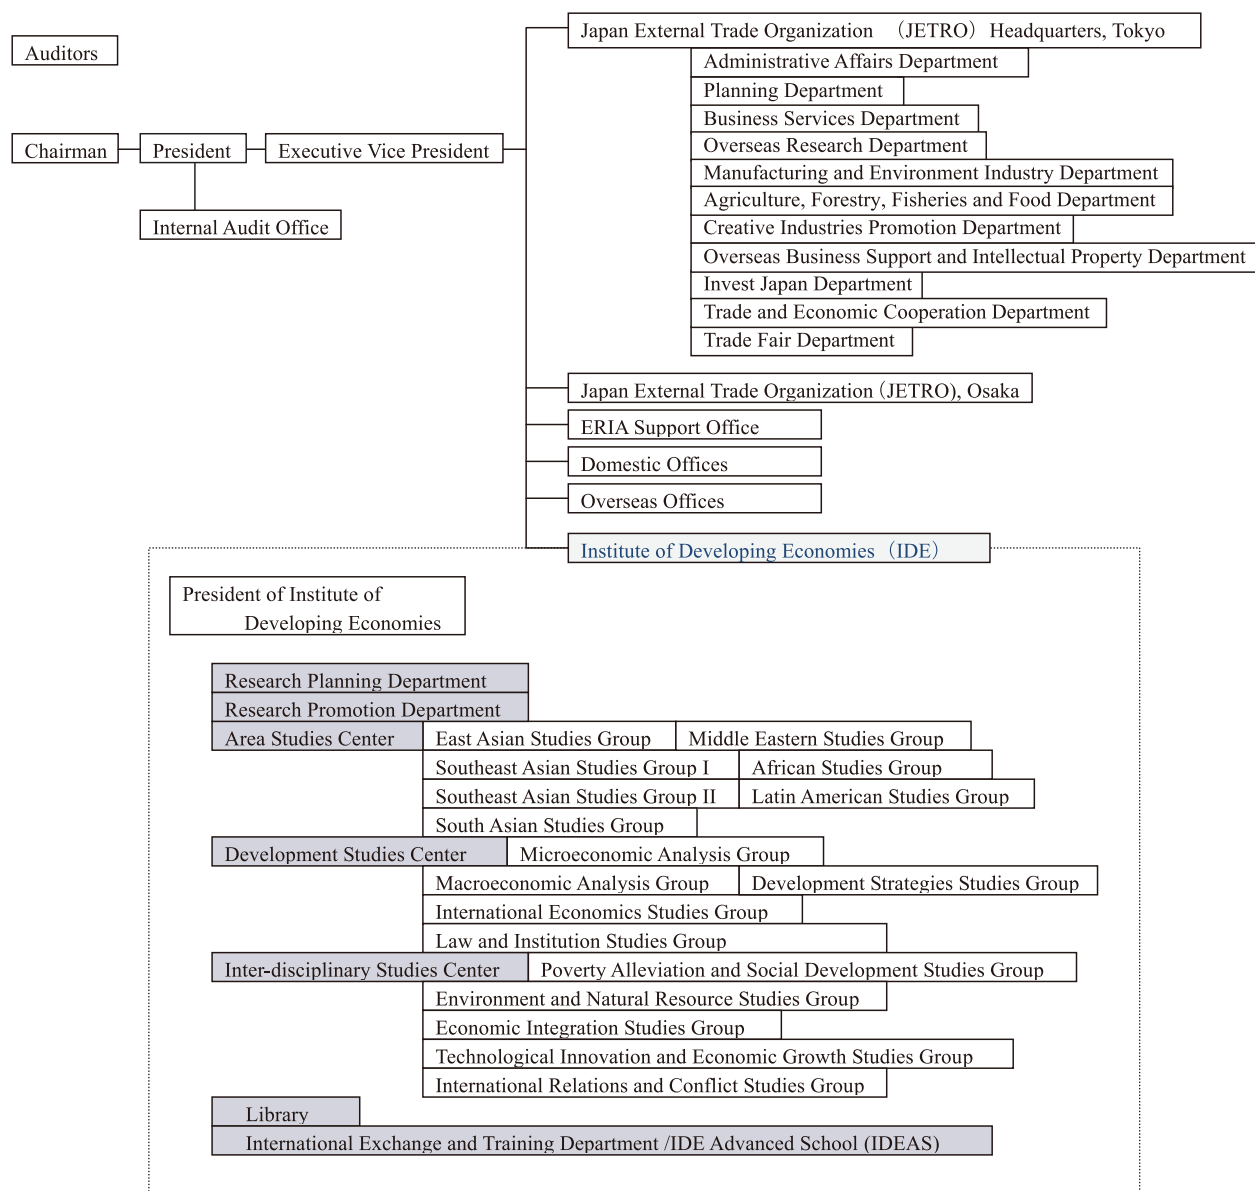 Japan External Trade Organization （JETRO）Headquarters, Tokyo
Auditors
Administrative Affairs Department
Planning Department
Business Services Department
Chairman
President
Executive Vice President
Overseas Research Department
Manufacturing and Environment Industry Department
Agriculture, Forestry, Fisheries and Food Department
Internal Audit Office
Creative Industries Promotion Department
Overseas Business Support and Intellectual Property Department
Invest Japan Department
Trade and Economic Cooperation Department
Trade Fair Department
Japan External Trade Organization（JETRO), Osaka
ERIA Support Office
Domestic Offices
Overseas Offices
Institute of Developing Economies（IDE）
President of Institute of
Developing Economies
Research Planning Department
Research Promotion Department
Area Studies Center
East Asian Studies Group
Middle Eastern Studies Group
Southeast Asian Studies Group I
African Studies Group
Southeast Asian Studies Group II
Latin American Studies Group
South Asian Studies Group
Development Studies Center
Microeconomic Analysis Group
Macroeconomic Analysis Group
Development Strategies Studies Group
International Economics Studies Group
Law and Institution Studies Group
Inter-disciplinary Studies Center
Poverty Alleviation and Social Development Studies Group
Environment and Natural Resource Studies Group
Economic Integration Studies Group
Technological Innovation and Economic Growth Studies Group
International Relations and Conflict Studies Group
Library
International Exchange and Training Department /IDE Advanced School (IDEAS)